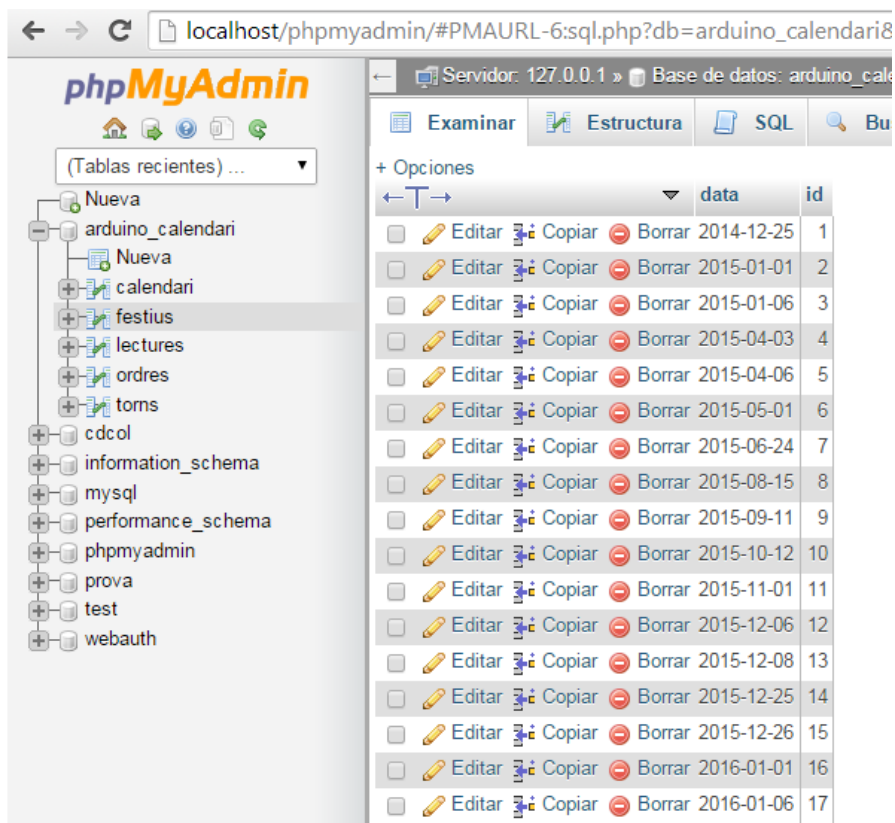 localhost/phpmyadmin/#PMAURL-6:sql.php?db=arduino_calendari&
phpMyAdmin
(Tablas recientes) ...
Nueva
arduino_calendari
Nueva
calendari
festius
lectures
ordres
torns
cdcol
information_schema
mysql
performance_schema
phpmyadmin
prova
test
webauth
Servidor: 127.0.0.1 » Base de datos: arduino_cale
Examinar Estructura SQL Bu
+ Opciones
←T→ data id
Editar Copiar Borrar 2014-12-25 1
Editar Copiar Borrar 2015-01-01 2
Editar Copiar Borrar 2015-01-06 3
Editar Copiar Borrar 2015-04-03 4
Editar Copiar Borrar 2015-04-06 5
Editar Copiar Borrar 2015-05-01 6
Editar Copiar Borrar 2015-06-24 7
Editar Copiar Borrar 2015-08-15 8
Editar Copiar Borrar 2015-09-11 9
Editar Copiar Borrar 2015-10-12 10
Editar Copiar Borrar 2015-11-01 11
Editar Copiar Borrar 2015-12-06 12
Editar Copiar Borrar 2015-12-08 13
Editar Copiar Borrar 2015-12-25 14
Editar Copiar Borrar 2015-12-26 15
Editar Copiar Borrar 2016-01-01 16
Editar Copiar Borrar 2016-01-06 17